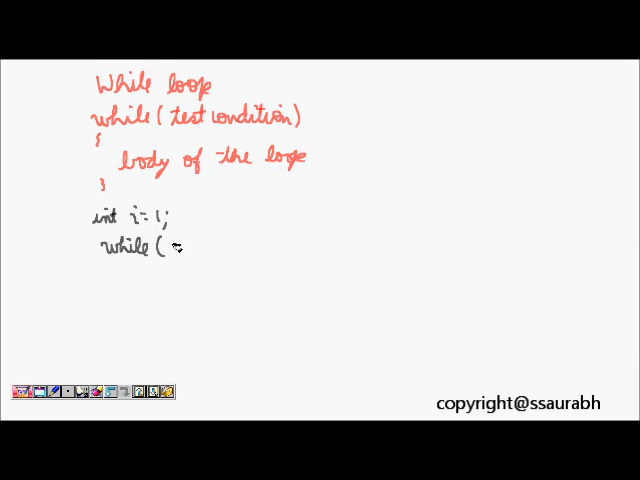 While loop
while ( test condition )
{
body of the loop
}
int i = 1 ;
while (
copyright@ssaurabh